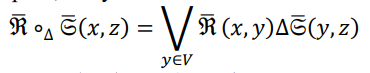 ℜ̅ ∘_Δ 𝔖̅(x, z) = ⋁_{y∈V} ℜ̅ (x, y)Δ𝔖̅(y, z)